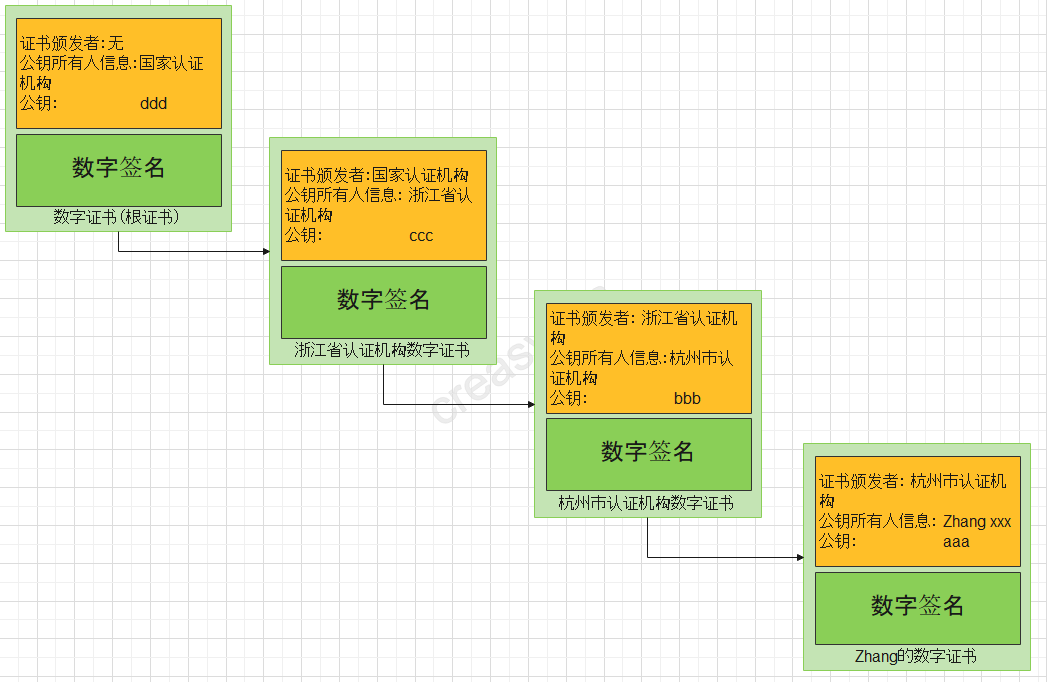 证书颁发者:无
公钥所有人信息:国家认证
机构
公钥: ddd
数字签名
数字证书(根证书)
证书颁发者:国家认证机构
公钥所有人信息: 浙江省认
证机构
公钥: ccc
数字签名
浙江省认证机构数字证书
证书颁发者: 浙江省认证机
构
公钥所有人信息:杭州市认
证机构
公钥: bbb
数字签名
杭州市认证机构数字证书
证书颁发者: 杭州市认证机
构
公钥所有人信息: Zhang xxx
公钥: aaa
数字签名
Zhang的数字证书